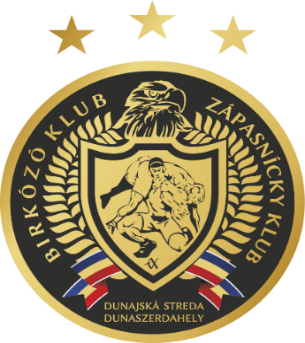 BIRKÓZÓ KLUB
ZÁPASNÍCKY KLUB
DUNAJSKÁ STREDA
DUNASZERDAHELY